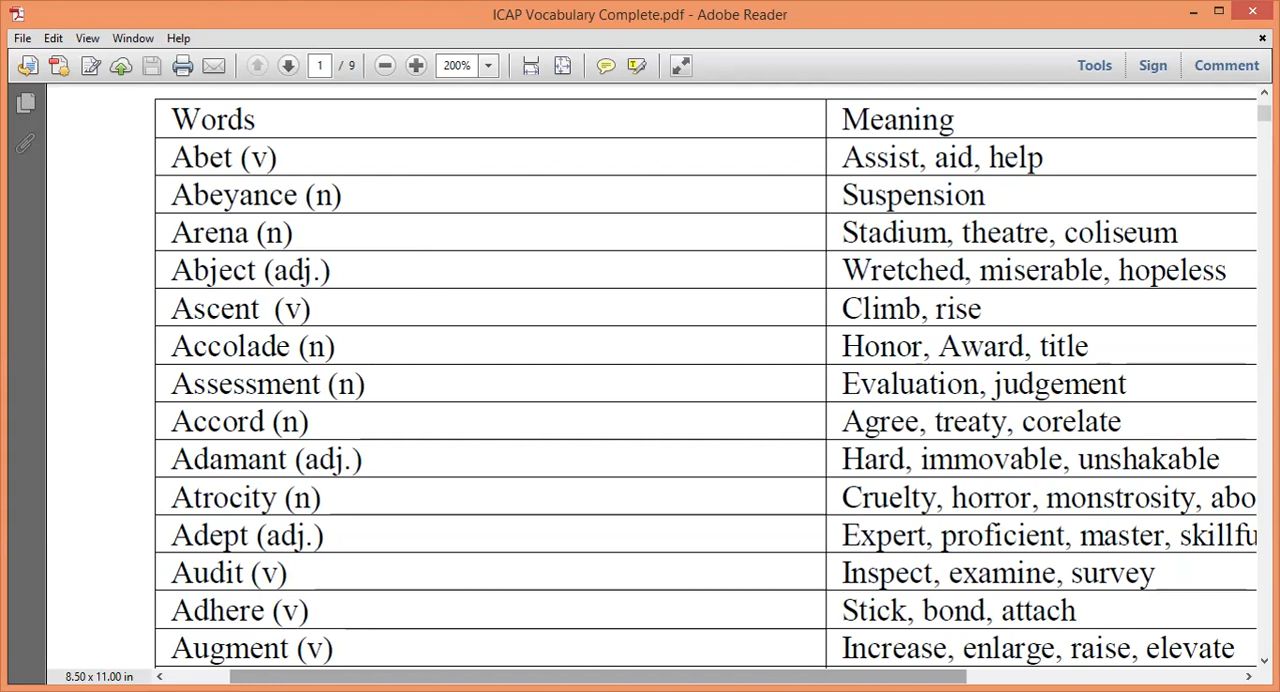 ICAP Vocabulary Complete.pdf - Adobe Reader
File Edit View Window Help
1 / 9 200% Tools Sign Comment
Words Meaning
Abet (v) Assist, aid, help
Abeyance (n) Suspension
Arena (n) Stadium, theatre, coliseum
Abject (adj.) Wretched, miserable, hopeless
Ascent (v) Climb, rise
Accolade (n) Honor, Award, title
Assessment (n) Evaluation, judgement
Accord (n) Agree, treaty, corelate
Adamant (adj.) Hard, immovable, unshakable
Atrocity (n) Cruelty, horror, monstrosity, abo
Adept (adj.) Expert, proficient, master, skillfu
Audit (v) Inspect, examine, survey
Adhere (v) Stick, bond, attach
Augment (v) Increase, enlarge, raise, elevate
8.50 x 11.00 in